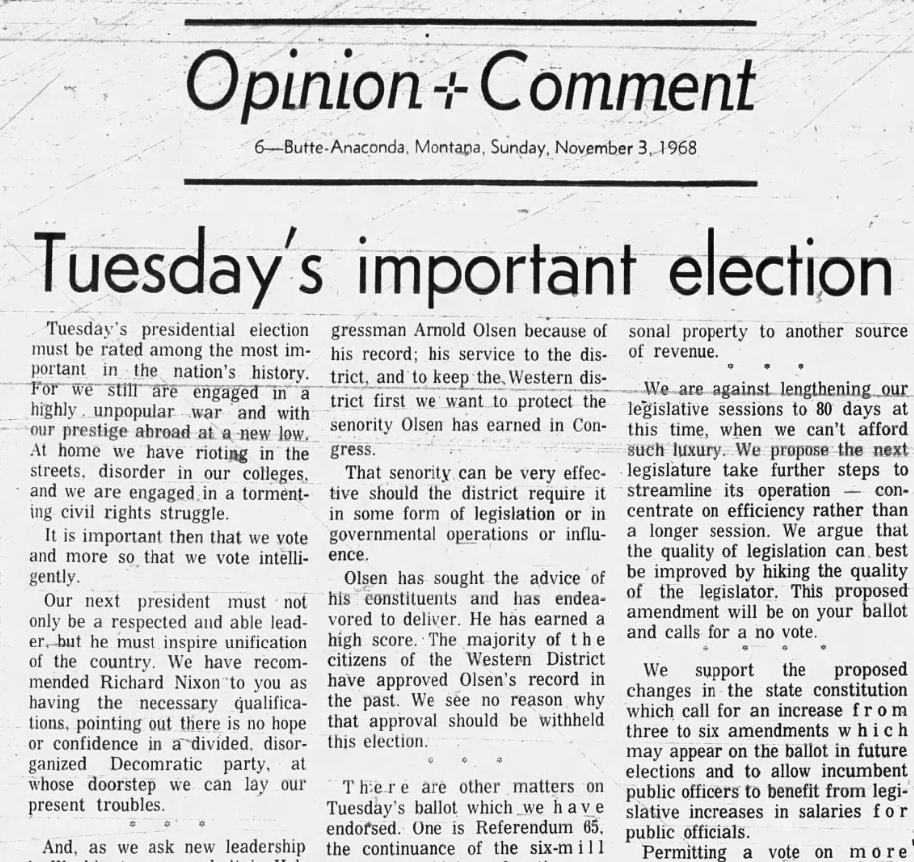 Opinion + Comment
6—Butte-Anaconda, Montana, Sunday, November 3, 1968
Tuesday's important election
Tuesday's presidential election
must be rated among the most im-
portant in the nation's history.
For we still are engaged in a
highly unpopular war and with
our prestige abroad at a new low.
At home we have rioting in the
streets, disorder in our colleges,
and we are engaged in a torment-
ing civil rights struggle.
It is important then that we vote
and more so that we vote intelli-
gently.
Our next president must not
only be a respected and able lead-
er, but he must inspire unification
of the country. We have recom-
mended Richard Nixon to you as
having the necessary qualifica-
tions, pointing out there is no hope
or confidence in a divided, disor-
ganized Decomratic party, at
whose doorstep we can lay our
present troubles.
* * *
And, as we ask new leadership
gressman Arnold Olsen because of
his record; his service to the dis-
trict, and to keep the Western dis-
trict first we want to protect the
senority Olsen has earned in Con-
gress.
That senority can be very effec-
tive should the district require it
in some form of legislation or in
governmental operations or influ-
ence.
Olsen has sought the advice of
his constituents and has endea-
vored to deliver. He has earned a
high score. The majority of the
citizens of the Western District
have approved Olsen's record in
the past. We see no reason why
that approval should be withheld
this election.
* * *
There are other matters on
Tuesday's ballot which we have
endorsed. One is Referendum 65,
the continuance of the six-mill
sonal property to another source
of revenue.
* * *
We are against lengthening our
legislative sessions to 80 days at
this time, when we can't afford
such luxury. We propose the next
legislature take further steps to
streamline its operation — con-
centrate on efficiency rather than
a longer session. We argue that
the quality of legislation can best
be improved by hiking the quality
of the legislator. This proposed
amendment will be on your ballot
and calls for a no vote.
* * * *
We support the proposed
changes in the state constitution
which call for an increase from
three to six amendments which
may appear on the ballot in future
elections and to allow incumbent
public officers to benefit from legi-
slative increases in salaries for
public officials.
Permitting a vote on more